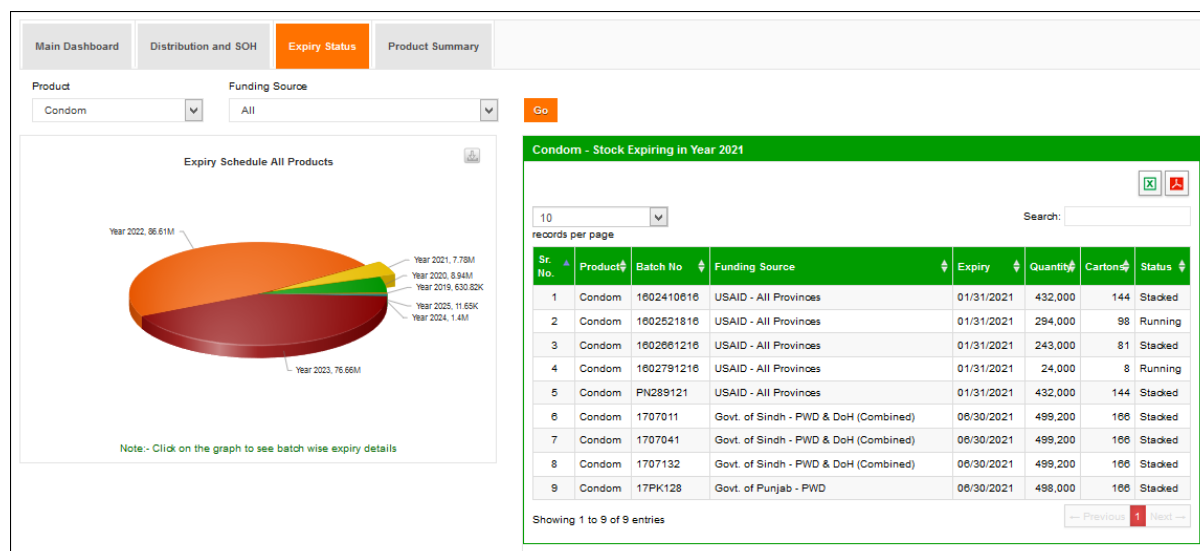 Main Dashboard Distribution and SOH Expiry Status Product Summary
Product Funding Source
Condom All Go
Expiry Schedule All Products
Year 2022, 86.61M
Year 2021, 7.78M
Year 2020, 8.94M
Year 2019, 630.82K
Year 2025, 11.65K
Year 2024, 1.4M
Year 2023, 76.66M
Note:- Click on the graph to see batch wise expiry details
Condom - Stock Expiring in Year 2021
10 Search:
records per page
Sr. No. Product Batch No Funding Source Expiry Quantity Cartons Status
1 Condom 1602410616 USAID - All Provinces 01/31/2021 432,000 144 Stacked
2 Condom 1602521816 USAID - All Provinces 01/31/2021 294,000 98 Running
3 Condom 1602661216 USAID - All Provinces 01/31/2021 243,000 81 Stacked
4 Condom 1602791216 USAID - All Provinces 01/31/2021 24,000 8 Running
5 Condom PN289121 USAID - All Provinces 01/31/2021 432,000 144 Stacked
6 Condom 1707011 Govt. of Sindh - PWD & DoH (Combined) 06/30/2021 499,200 166 Stacked
7 Condom 1707041 Govt. of Sindh - PWD & DoH (Combined) 06/30/2021 499,200 166 Stacked
8 Condom 1707132 Govt. of Sindh - PWD & DoH (Combined) 06/30/2021 499,200 166 Stacked
9 Condom 17PK128 Govt. of Punjab - PWD 06/30/2021 498,000 166 Stacked
Showing 1 to 9 of 9 entries ← Previous 1 Next →